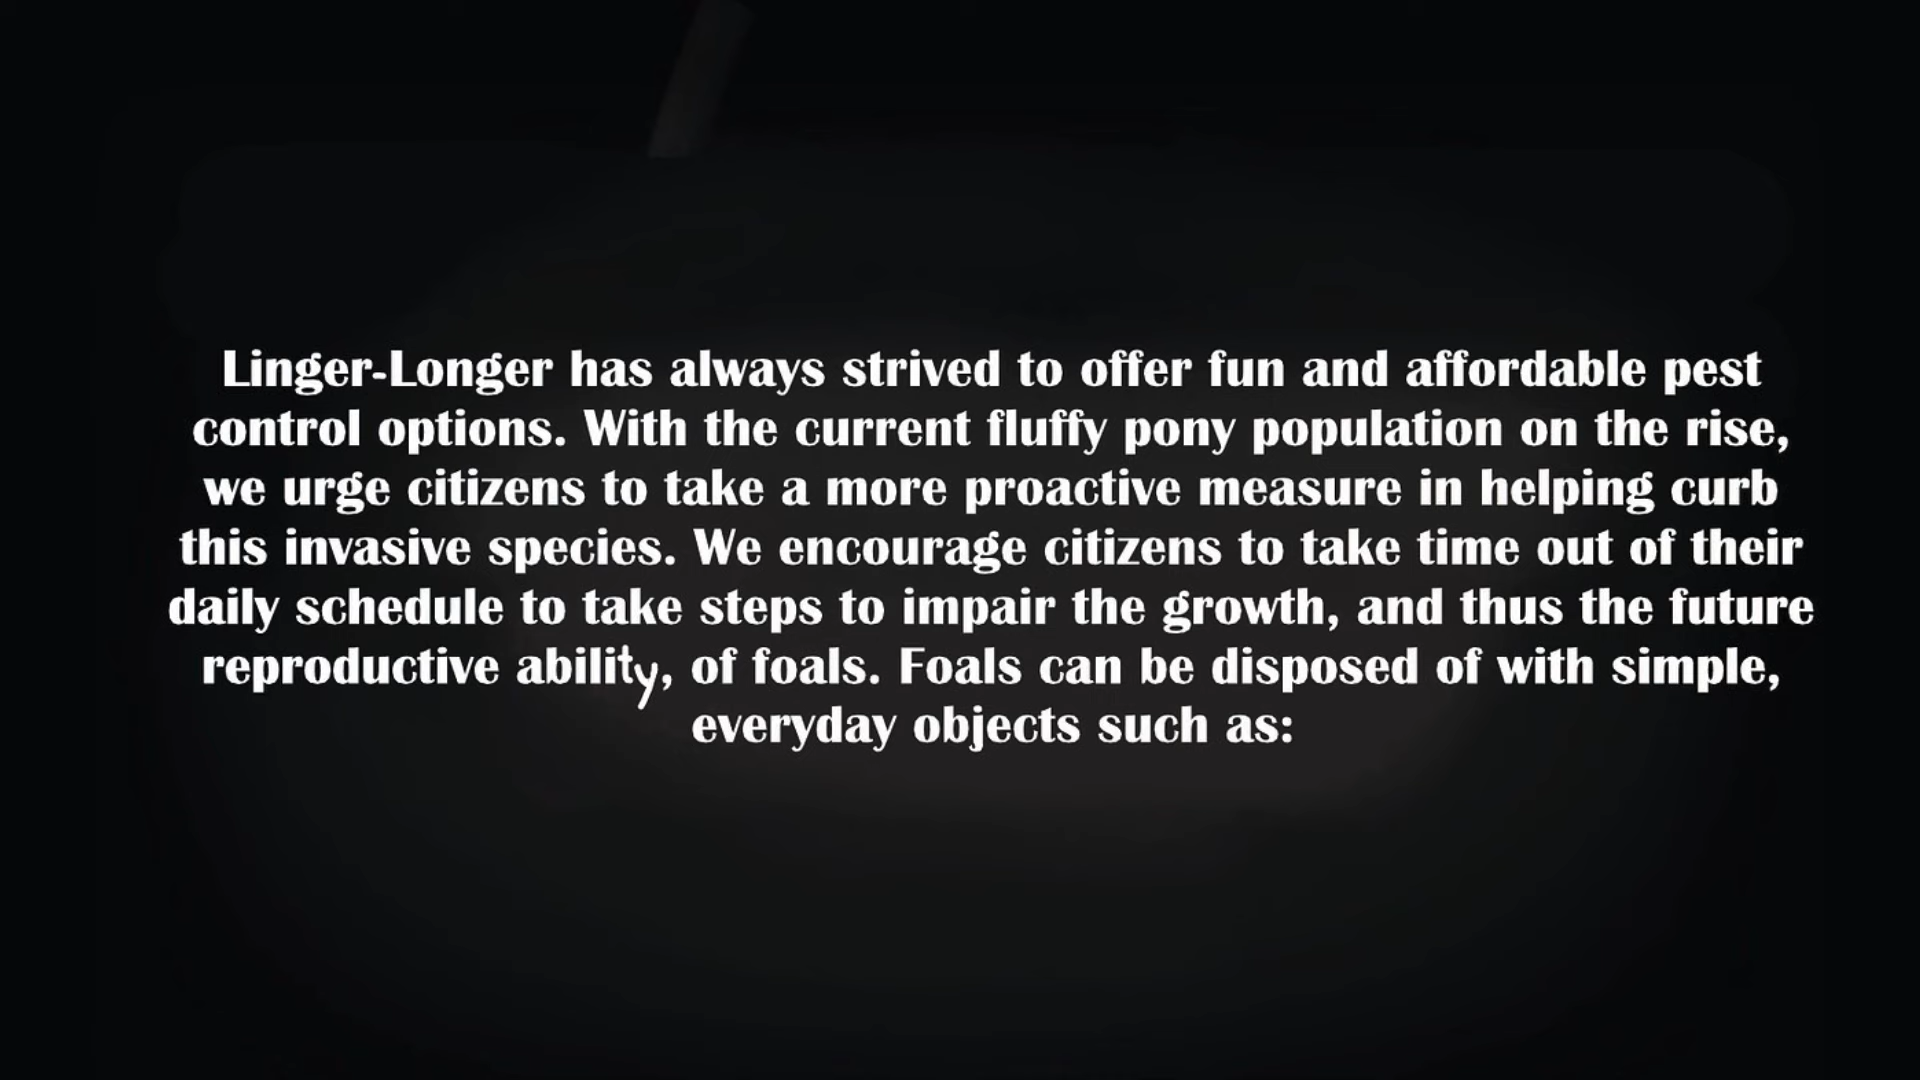 Linger-Longer has always strived to offer fun and affordable pest
control options. With the current fluffy pony population on the rise,
we urge citizens to take a more proactive measure in helping curb
this invasive species. We encourage citizens to take time out of their
daily schedule to take steps to impair the growth, and thus the future
reproductive ability, of foals. Foals can be disposed of with simple,
everyday objects such as: